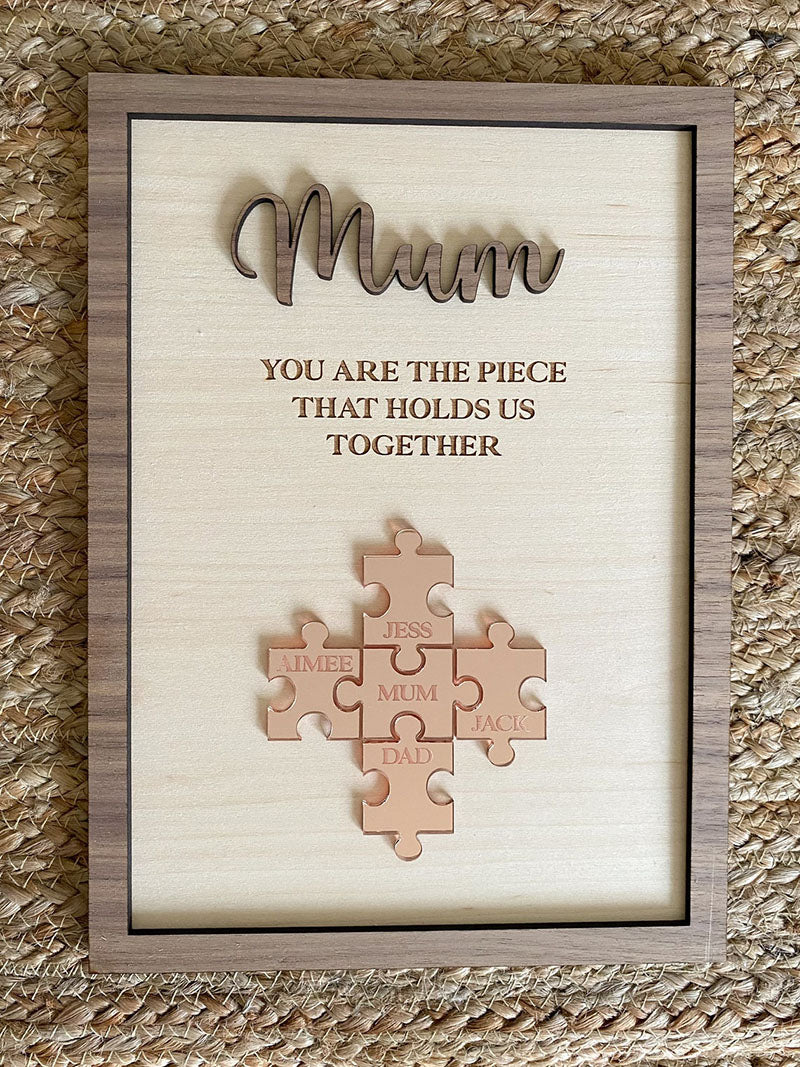 Mum
YOU ARE THE PIECE
THAT HOLDS US
TOGETHER
JESS
AIMEE
MUM
JACK
DAD